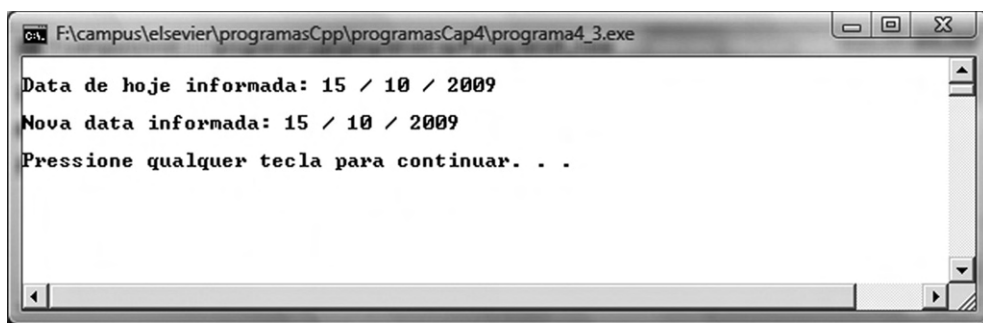 F:\campus\elsevier\programasCpp\programasCap4\programa4_3.exe
Data de hoje informada: 15 / 10 / 2009
Nova data informada: 15 / 10 / 2009
Pressione qualquer tecla para continuar. . .